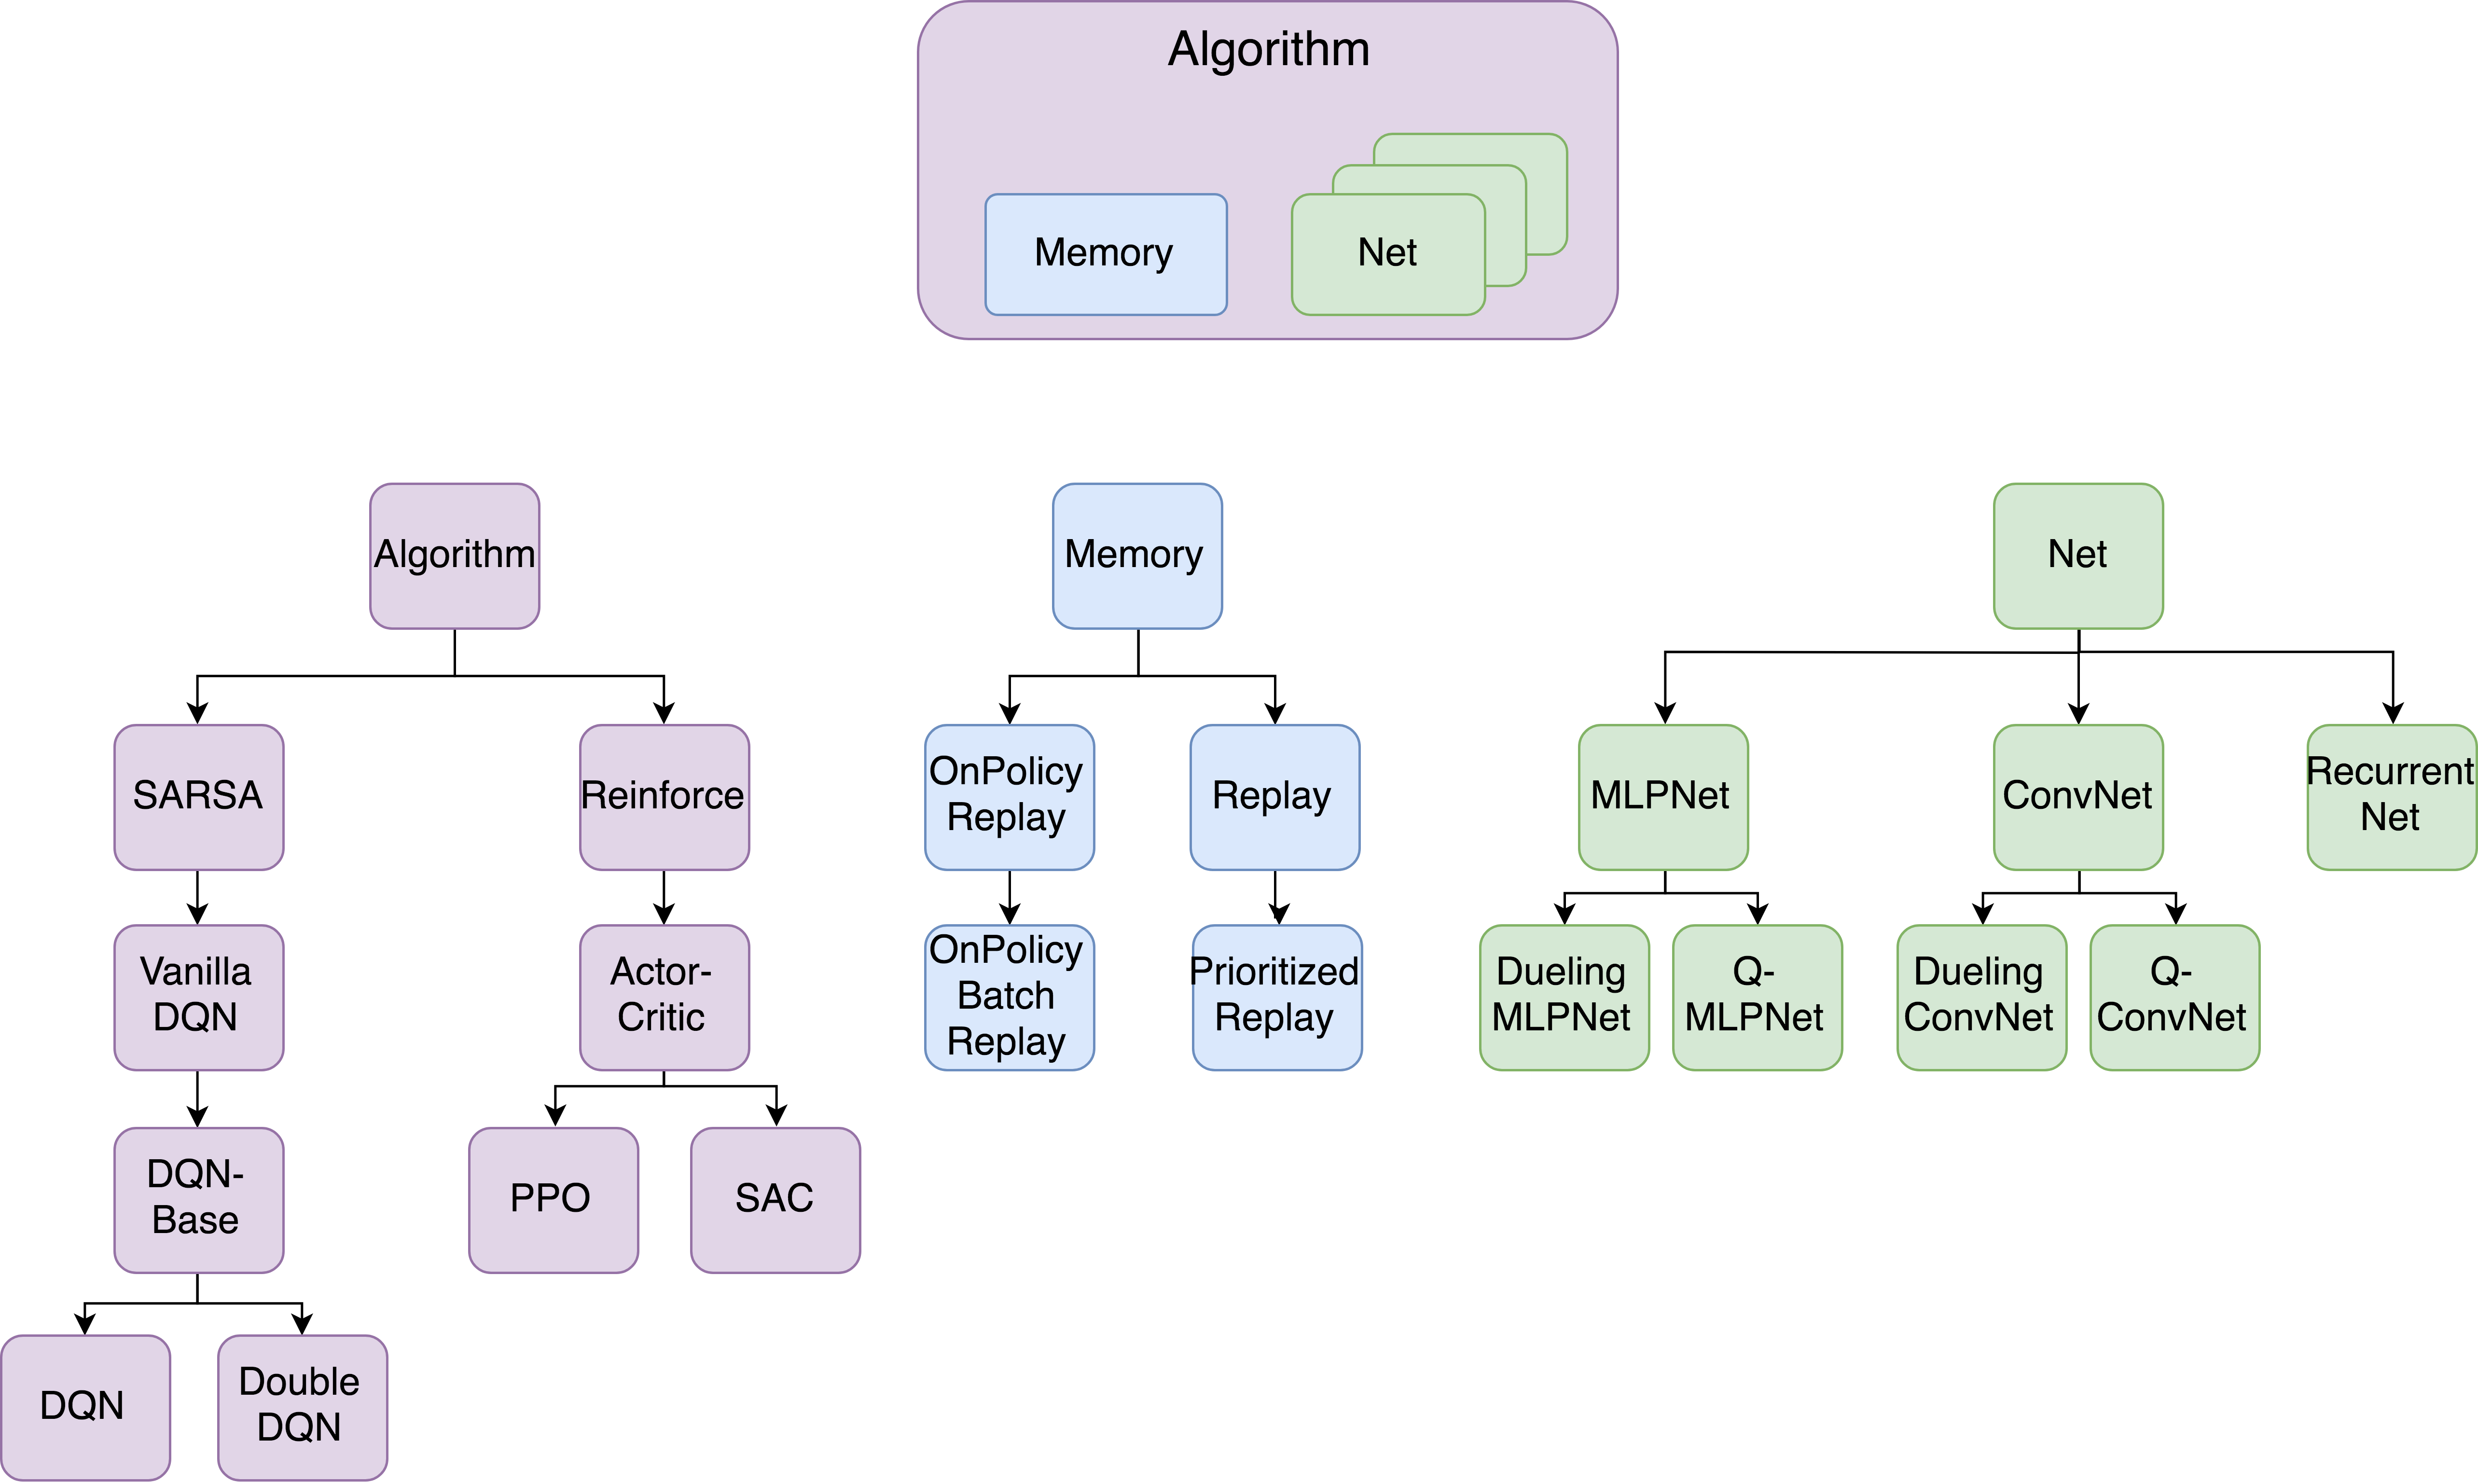 Algorithm
Memory
Net
Algorithm
Memory
Net
SARSA
Reinforce
OnPolicy
Replay
Replay
MLPNet
ConvNet
Recurrent
Net
Vanilla
DQN
Actor-
Critic
OnPolicy
Batch
Replay
Prioritized
Replay
Dueling
MLPNet
Q-
MLPNet
Dueling
ConvNet
Q-
ConvNet
DQN-
Base
PPO
SAC
DQN
Double
DQN